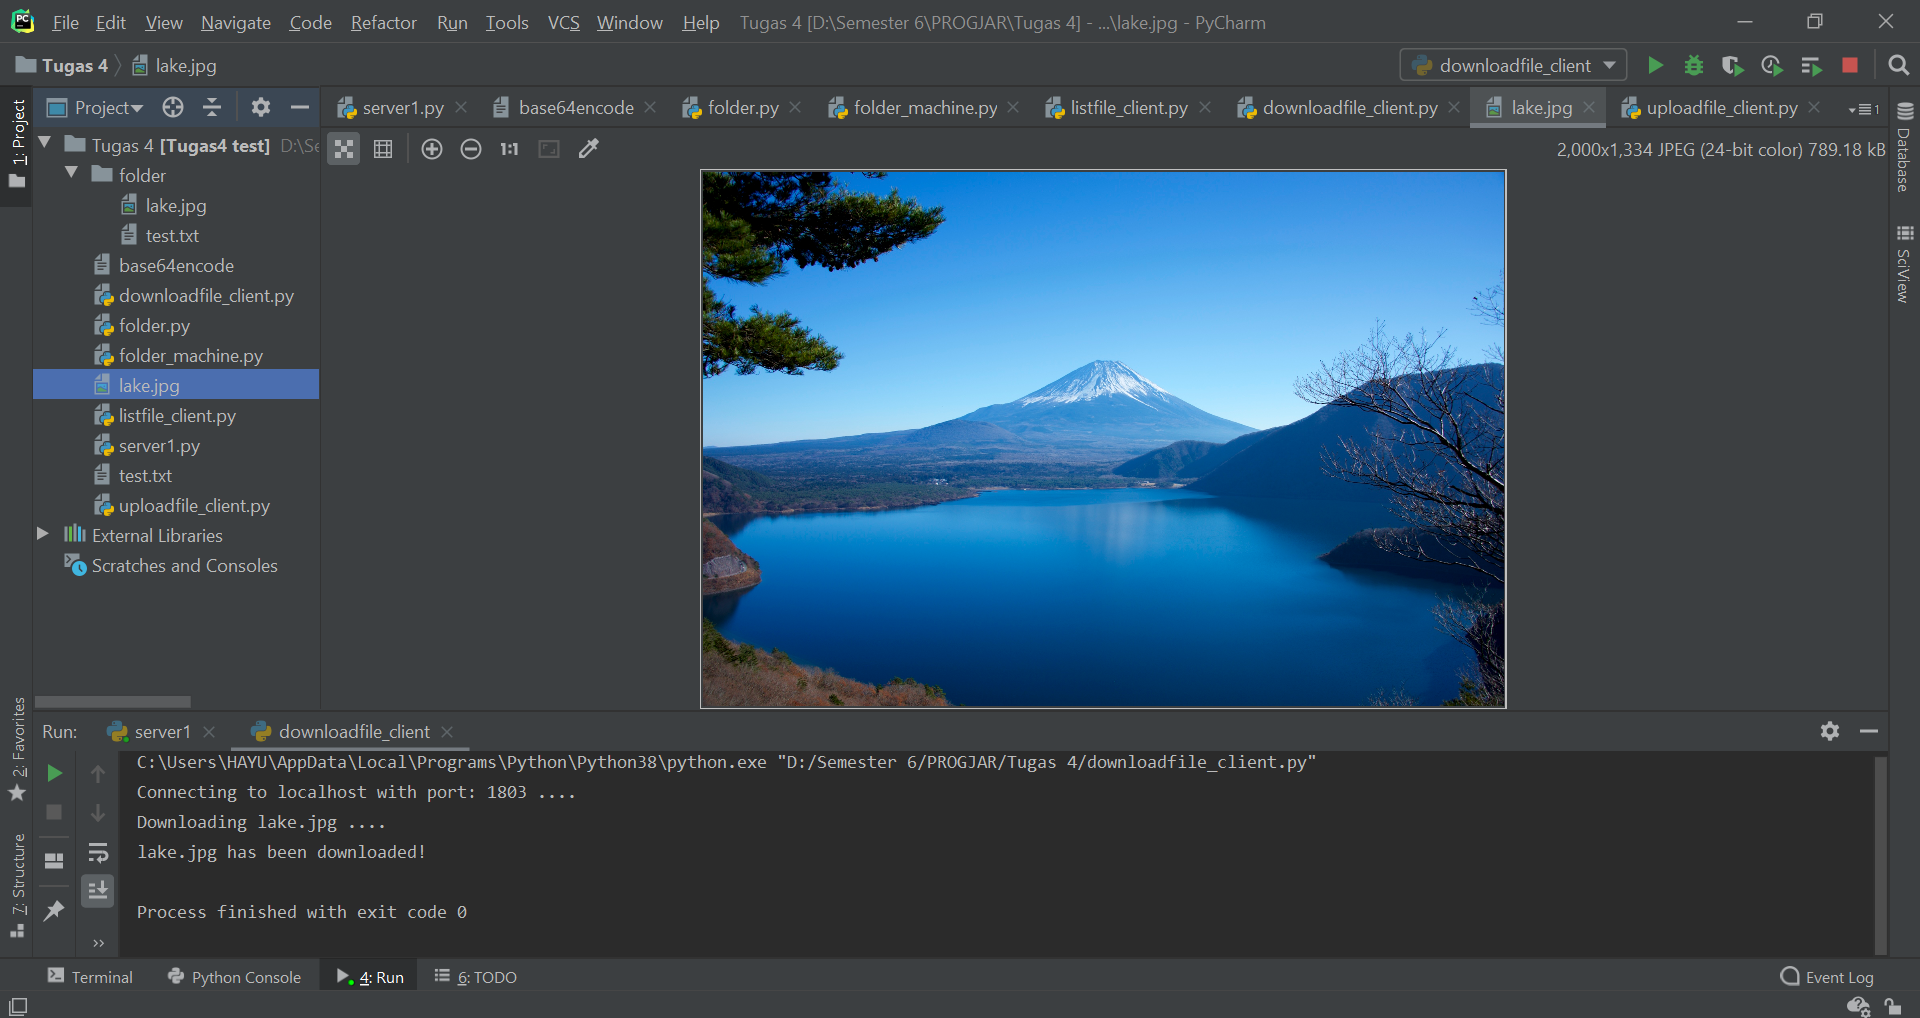 File Edit View Navigate Code Refactor Run Tools VCS Window Help Tugas 4 [D:\Semester 6\PROGJAR\Tugas 4] - ...\lake.jpg - PyCharm
Tugas 4 lake.jpg downloadfile_client
1: Project
Project server1.py base64encode folder.py folder_machine.py listfile_client.py downloadfile_client.py lake.jpg uploadfile_client.py 1
Tugas 4 [Tugas4 test] D:\Se
1:1 2,000x1,334 JPEG (24-bit color) 789.18 kB
folder
lake.jpg
test.txt
base64encode
downloadfile_client.py
folder.py
folder_machine.py
lake.jpg
listfile_client.py
server1.py
test.txt
uploadfile_client.py
External Libraries
Scratches and Consoles
Database
SciView
2: Favorites
7: Structure
Run: server1 downloadfile_client
C:\Users\HAYU\AppData\Local\Programs\Python\Python38\python.exe "D:/Semester 6/PROGJAR/Tugas 4/downloadfile_client.py"
Connecting to localhost with port: 1803 ....
Downloading lake.jpg ....
lake.jpg has been downloaded!
Process finished with exit code 0
Terminal Python Console 4: Run 6: TODO Event Log